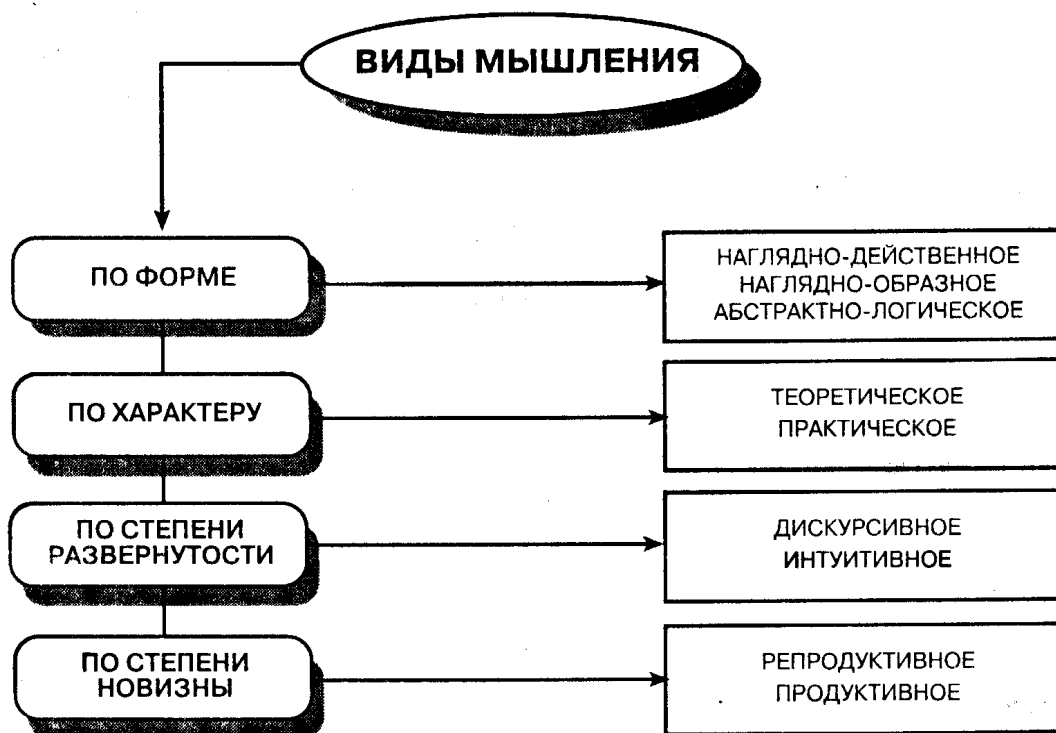 ВИДЫ МЫШЛЕНИЯ
ПО ФОРМЕ
НАГЛЯДНО-ДЕЙСТВЕННОЕ
НАГЛЯДНО-ОБРАЗНОЕ
АБСТРАКТНО-ЛОГИЧЕСКОЕ
ПО ХАРАКТЕРУ
ТЕОРЕТИЧЕСКОЕ
ПРАКТИЧЕСКОЕ
ПО СТЕПЕНИ
РАЗВЕРНУТОСТИ
ДИСКУРСИВНОЕ
ИНТУИТИВНОЕ
ПО СТЕПЕНИ
НОВИЗНЫ
РЕПРОДУКТИВНОЕ
ПРОДУКТИВНОЕ